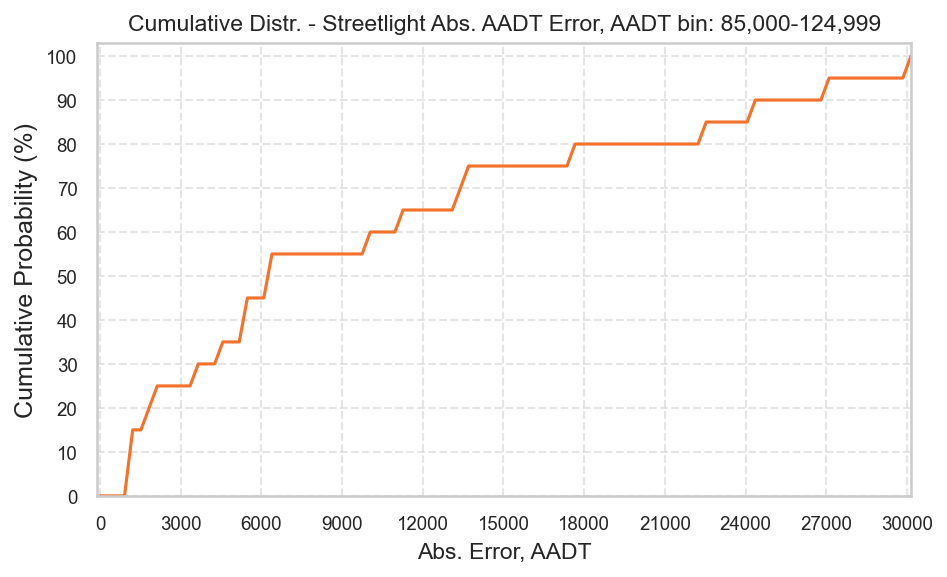 Cumulative Distr. - Streetlight Abs. AADT Error, AADT bin: 85,000-124,999
Cumulative Probability (%)
100
90
80
70
60
50
40
30
20
10
0
0 3000 6000 9000 12000 15000 18000 21000 24000 27000 30000
Abs. Error, AADT